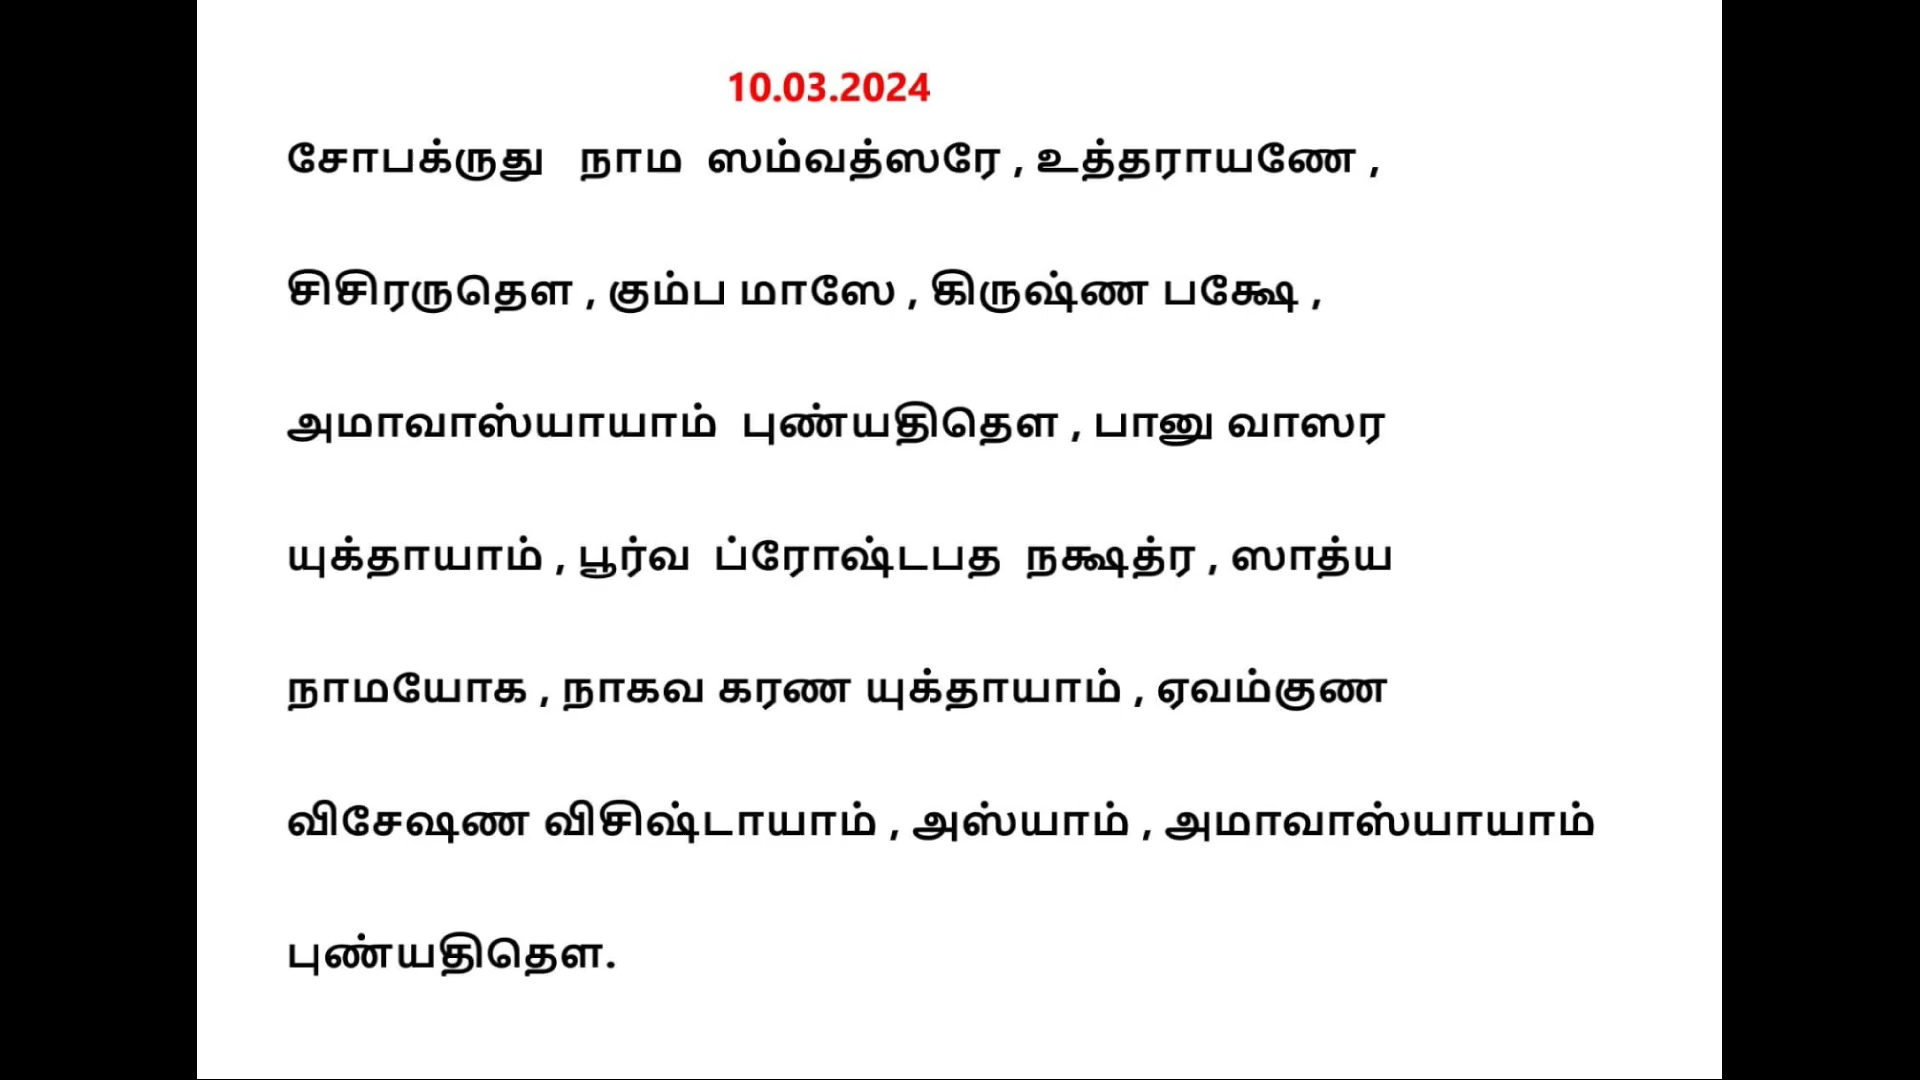 10.03.2024
சோபக்ருது நாம ஸம்வத்ஸரே , உத்தராயணே ,
சிசிரருதௌ , கும்ப மாஸே , கிருஷ்ண பக்ஷே ,
அமாவாஸ்யாயாம் புண்யதிதௌ , பானு வாஸர
யுக்தாயாம் , பூர்வ ப்ரோஷ்டபத நக்ஷத்ர , ஸாத்ய
நாமயோக , நாகவ கரண யுக்தாயாம் , ஏவம்குண
விசேஷண விசிஷ்டாயாம் , அஸ்யாம் , அமாவாஸ்யாயாம்
புண்யதிதௌ.